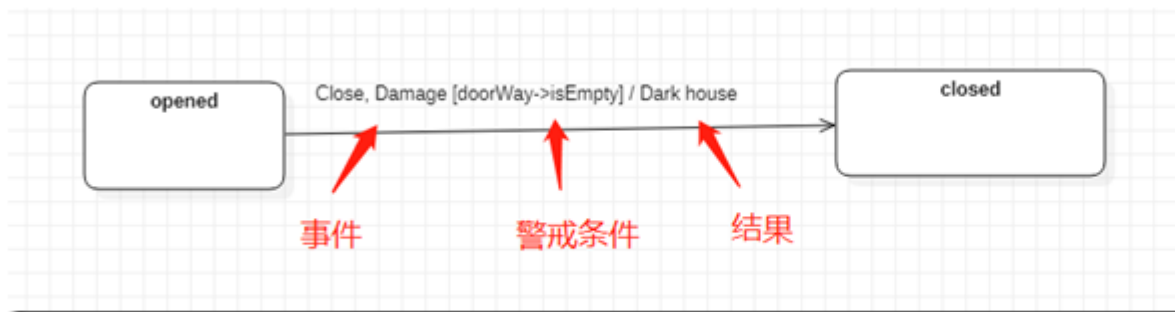 opened
Close, Damage [doorWay->isEmpty] / Dark house
closed
事件
警戒条件
结果